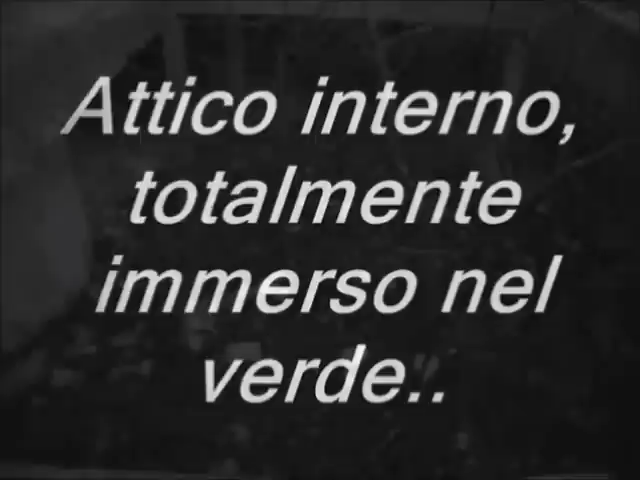 Attico interno,
totalmente
immerso nel
verde..